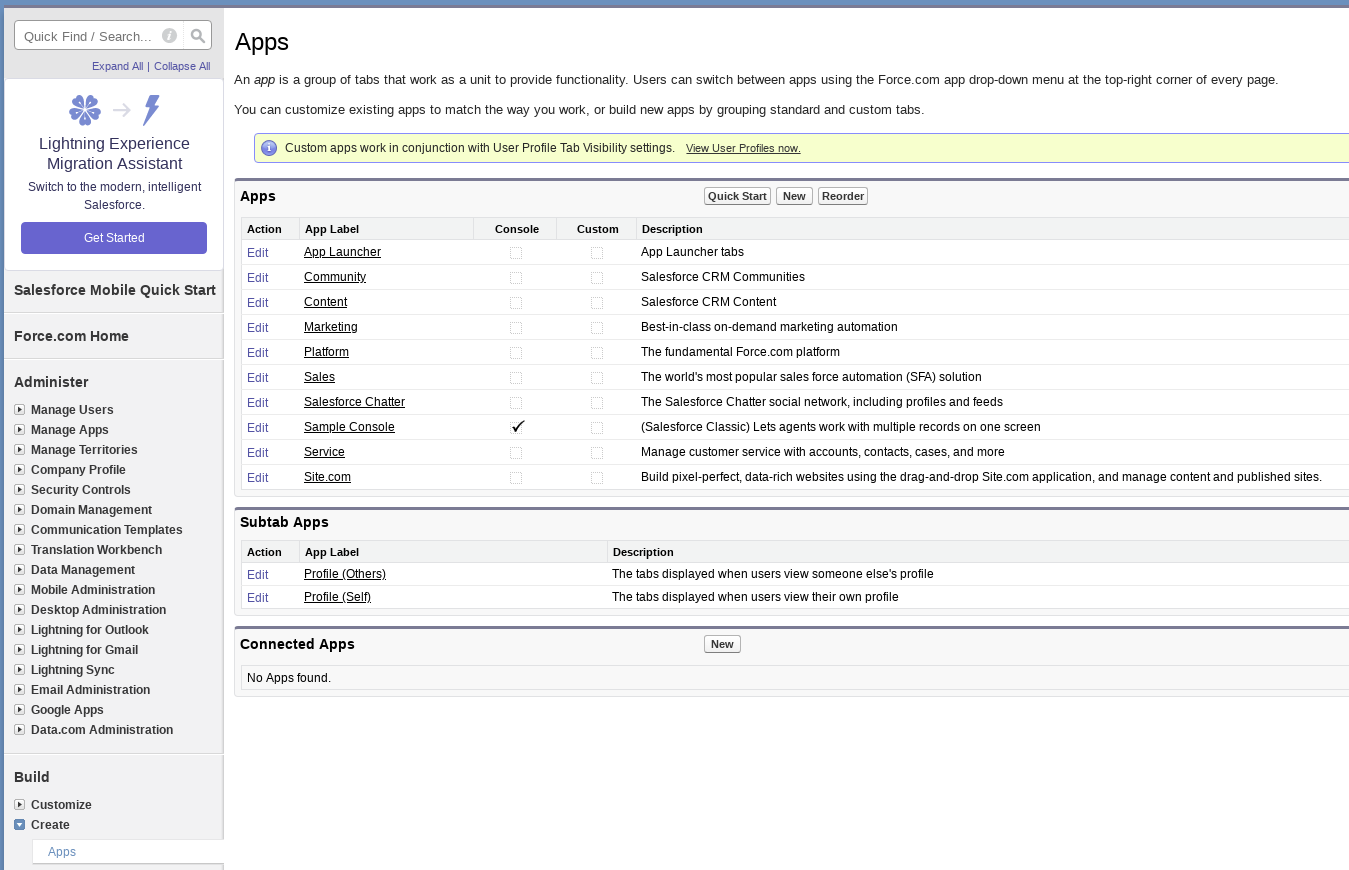 Quick Find / Search...
Expand All | Collapse All
Lightning Experience
Migration Assistant
Switch to the modern, intelligent
Salesforce.
Get Started
Salesforce Mobile Quick Start
Force.com Home
Administer
Manage Users
Manage Apps
Manage Territories
Company Profile
Security Controls
Domain Management
Communication Templates
Translation Workbench
Data Management
Mobile Administration
Desktop Administration
Lightning for Outlook
Lightning for Gmail
Lightning Sync
Email Administration
Google Apps
Data.com Administration
Build
Customize
Create
Apps
Apps
An app is a group of tabs that work as a unit to provide functionality. Users can switch between apps using the Force.com app drop-down menu at the top-right corner of every page.
You can customize existing apps to match the way you work, or build new apps by grouping standard and custom tabs.
Custom apps work in conjunction with User Profile Tab Visibility settings. View User Profiles now.
Apps Quick Start New Reorder
Action App Label Console Custom Description
Edit App Launcher App Launcher tabs
Edit Community Salesforce CRM Communities
Edit Content Salesforce CRM Content
Edit Marketing Best-in-class on-demand marketing automation
Edit Platform The fundamental Force.com platform
Edit Sales The world's most popular sales force automation (SFA) solution
Edit Salesforce Chatter The Salesforce Chatter social network, including profiles and feeds
Edit Sample Console (Salesforce Classic) Lets agents work with multiple records on one screen
Edit Service Manage customer service with accounts, contacts, cases, and more
Edit Site.com Build pixel-perfect, data-rich websites using the drag-and-drop Site.com application, and manage content and published sites.
Subtab Apps
Action App Label Description
Edit Profile (Others) The tabs displayed when users view someone else's profile
Edit Profile (Self) The tabs displayed when users view their own profile
Connected Apps New
No Apps found.